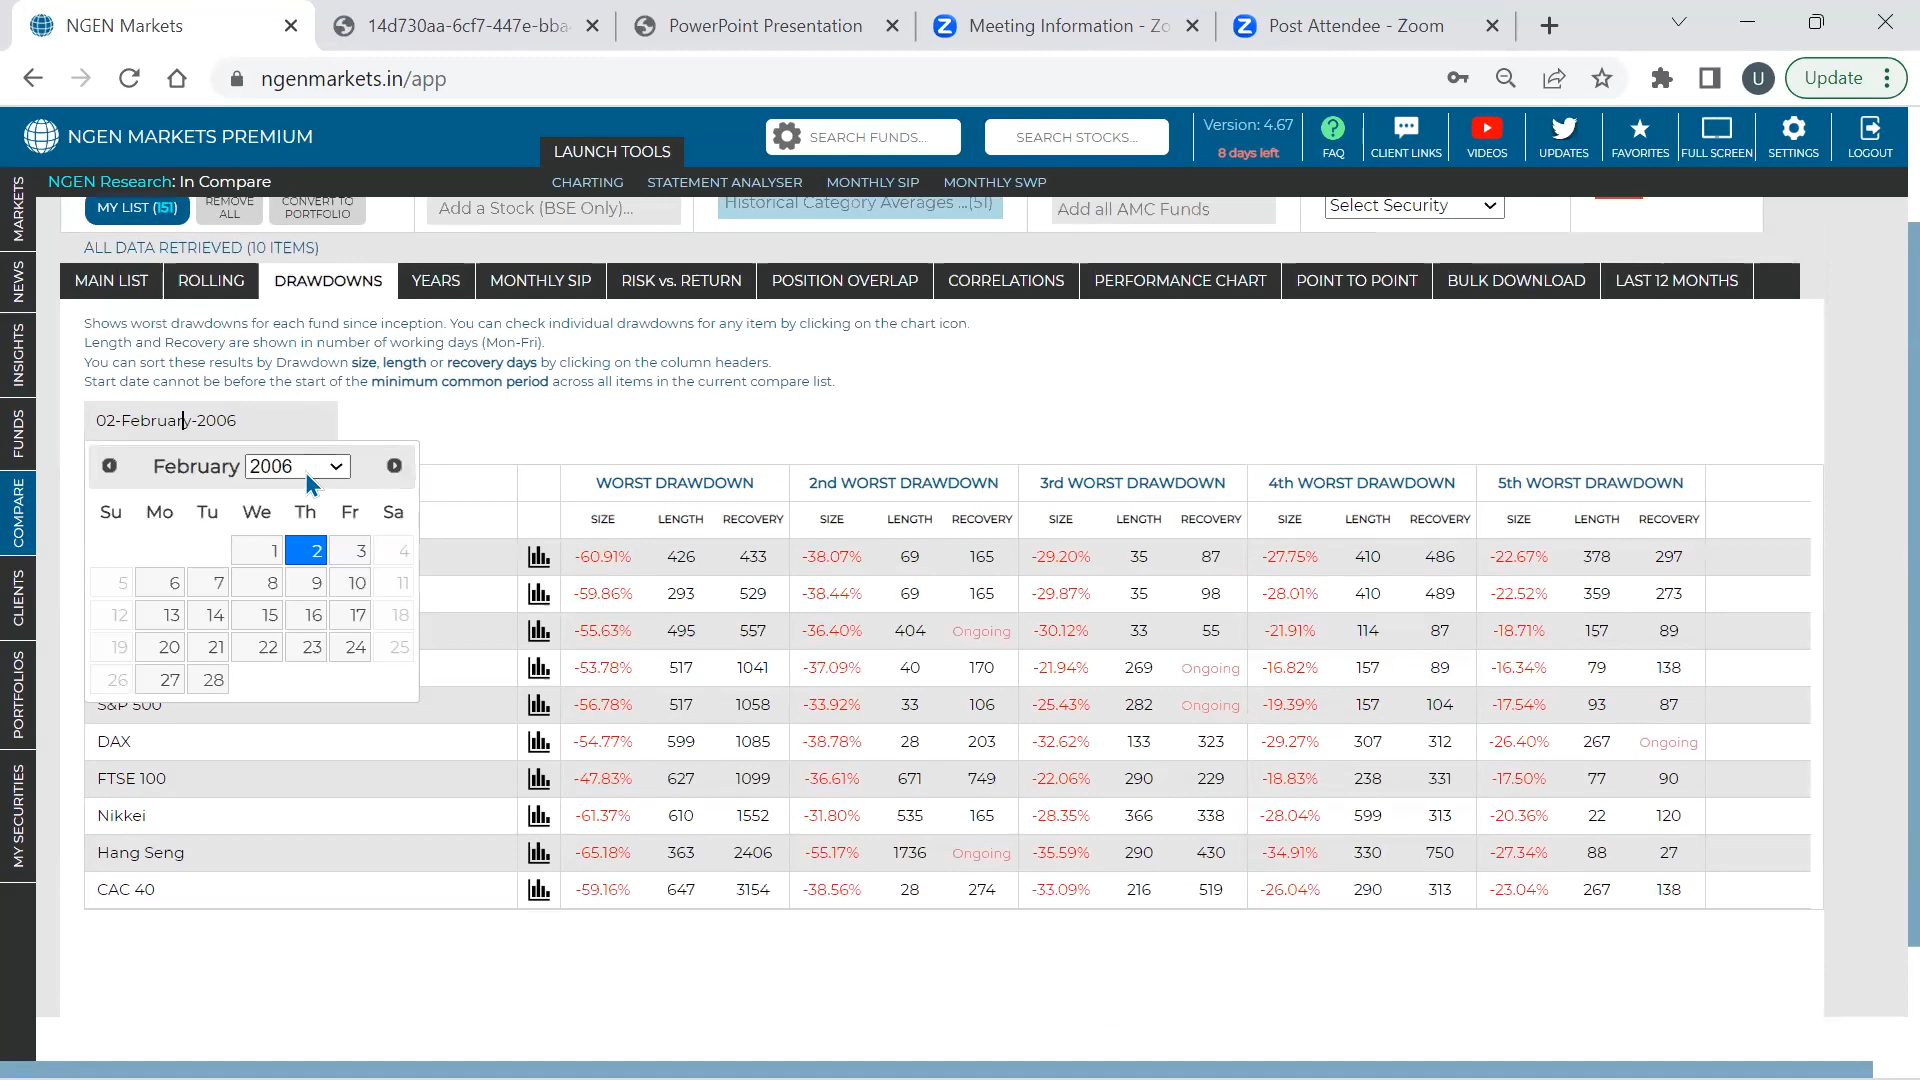 NGEN Markets
14d730aa-6cf7-447e-bba
PowerPoint Presentation
Meeting Information - Zo
Post Attendee - Zoom
ngenmarkets.in/app
U
Update
NGEN MARKETS PREMIUM
LAUNCH TOOLS
SEARCH FUNDS...
SEARCH STOCKS...
Version: 4.67
8 days left
FAQ
CLIENT LINKS
VIDEOS
UPDATES
FAVORITES
FULL SCREEN
SETTINGS
LOGOUT
NGEN Research: In Compare
CHARTING STATEMENT ANALYSER MONTHLY SIP MONTHLY SWP
MARKETS
NEWS
INSIGHTS
FUNDS
COMPARE
CLIENTS
PORTFOLIOS
MY SECURITIES
MY LIST (151)
REMOVE
ALL
CONVERT TO
PORTFOLIO
Add a Stock (BSE Only)...
Historical Category Averages ...(51)
Add all AMC Funds
Select Security
ALL DATA RETRIEVED (10 ITEMS)
MAIN LIST ROLLING DRAWDOWNS YEARS MONTHLY SIP RISK vs. RETURN POSITION OVERLAP CORRELATIONS PERFORMANCE CHART POINT TO POINT BULK DOWNLOAD LAST 12 MONTHS
Shows worst drawdowns for each fund since inception. You can check individual drawdowns for any item by clicking on the chart icon.
Length and Recovery are shown in number of working days (Mon-Fri).
You can sort these results by Drawdown size, length or recovery days by clicking on the column headers.
Start date cannot be before the start of the minimum common period across all items in the current compare list.
02-February-2006
February 2006
Su Mo Tu We Th Fr Sa
1 2 3 4
5 6 7 8 9 10 11
12 13 14 15 16 17 18
19 20 21 22 23 24 25
26 27 28
WORST DRAWDOWN 2nd WORST DRAWDOWN 3rd WORST DRAWDOWN 4th WORST DRAWDOWN 5th WORST DRAWDOWN
SIZE LENGTH RECOVERY SIZE LENGTH RECOVERY SIZE LENGTH RECOVERY SIZE LENGTH RECOVERY SIZE LENGTH RECOVERY
-60.91% 426 433 -38.07% 69 165 -29.20% 35 87 -27.75% 410 486 -22.67% 378 297
-59.86% 293 529 -38.44% 69 165 -29.87% 35 98 -28.01% 410 489 -22.52% 359 273
-55.63% 495 557 -36.40% 404 Ongoing -30.12% 33 55 -21.91% 114 87 -18.71% 157 89
-53.78% 517 1041 -37.09% 40 170 -21.94% 269 Ongoing -16.82% 157 89 -16.34% 79 138
S&P 500 -56.78% 517 1058 -33.92% 33 106 -25.43% 282 Ongoing -19.39% 157 104 -17.54% 93 87
DAX -54.77% 599 1085 -38.78% 28 203 -32.62% 133 323 -29.27% 307 312 -26.40% 267 Ongoing
FTSE 100 -47.83% 627 1099 -36.61% 671 749 -22.06% 290 229 -18.83% 238 331 -17.50% 77 90
Nikkei -61.37% 610 1552 -31.80% 535 165 -28.35% 366 338 -28.04% 599 313 -20.36% 22 120
Hang Seng -65.18% 363 2406 -55.17% 1736 Ongoing -35.59% 290 430 -34.91% 330 750 -27.34% 88 27
CAC 40 -59.16% 647 3154 -38.56% 28 274 -33.09% 216 519 -26.04% 290 313 -23.04% 267 138